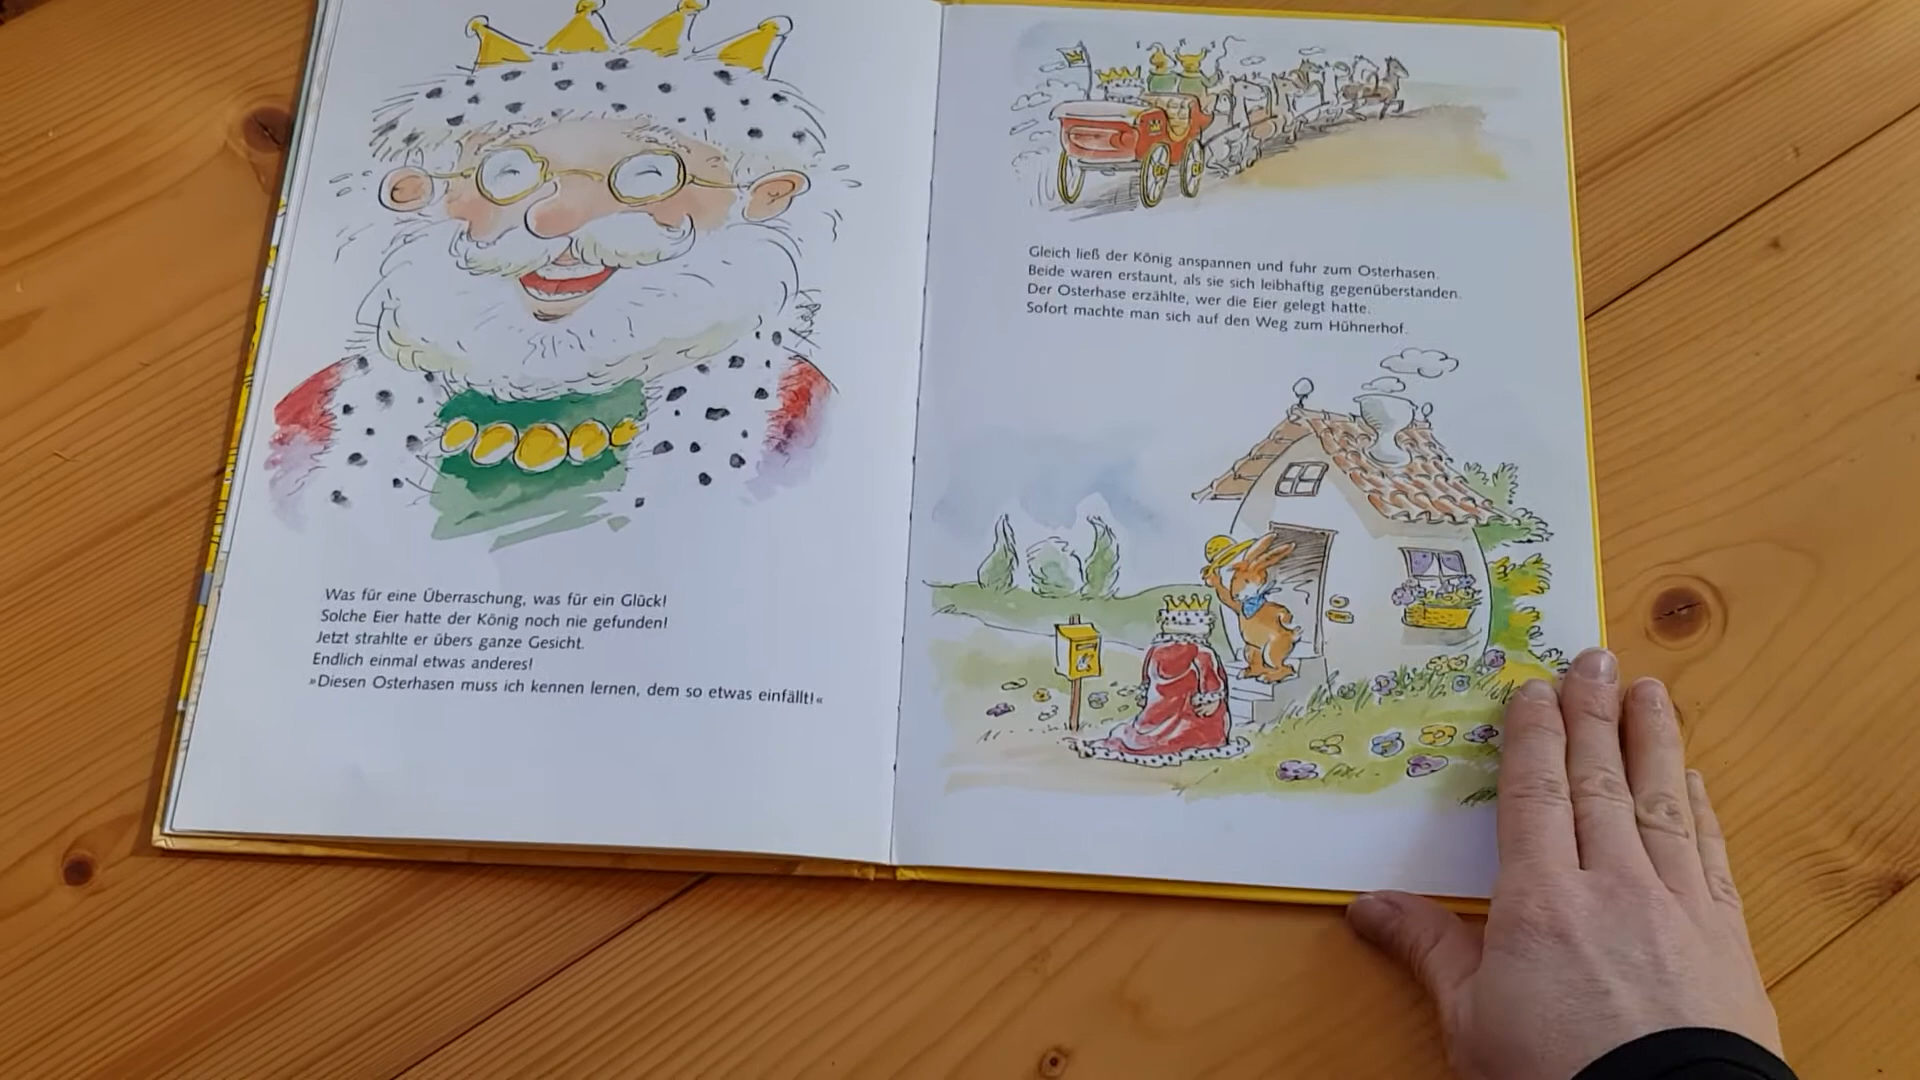 Was für eine Überraschung, was für ein Glück!
Solche Eier hatte der König noch nie gefunden!
Jetzt strahlte er übers ganze Gesicht.
Endlich einmal etwas anderes!
»Diesen Osterhasen muss ich kennen lernen, dem so etwas einfällt!«
Gleich ließ der König anspannen und fuhr zum Osterhasen.
Beide waren erstaunt, als sie sich leibhaftig gegenüberstanden.
Der Osterhase erzählte, wer die Eier gelegt hatte.
Sofort machte man sich auf den Weg zum Hühnerhof.